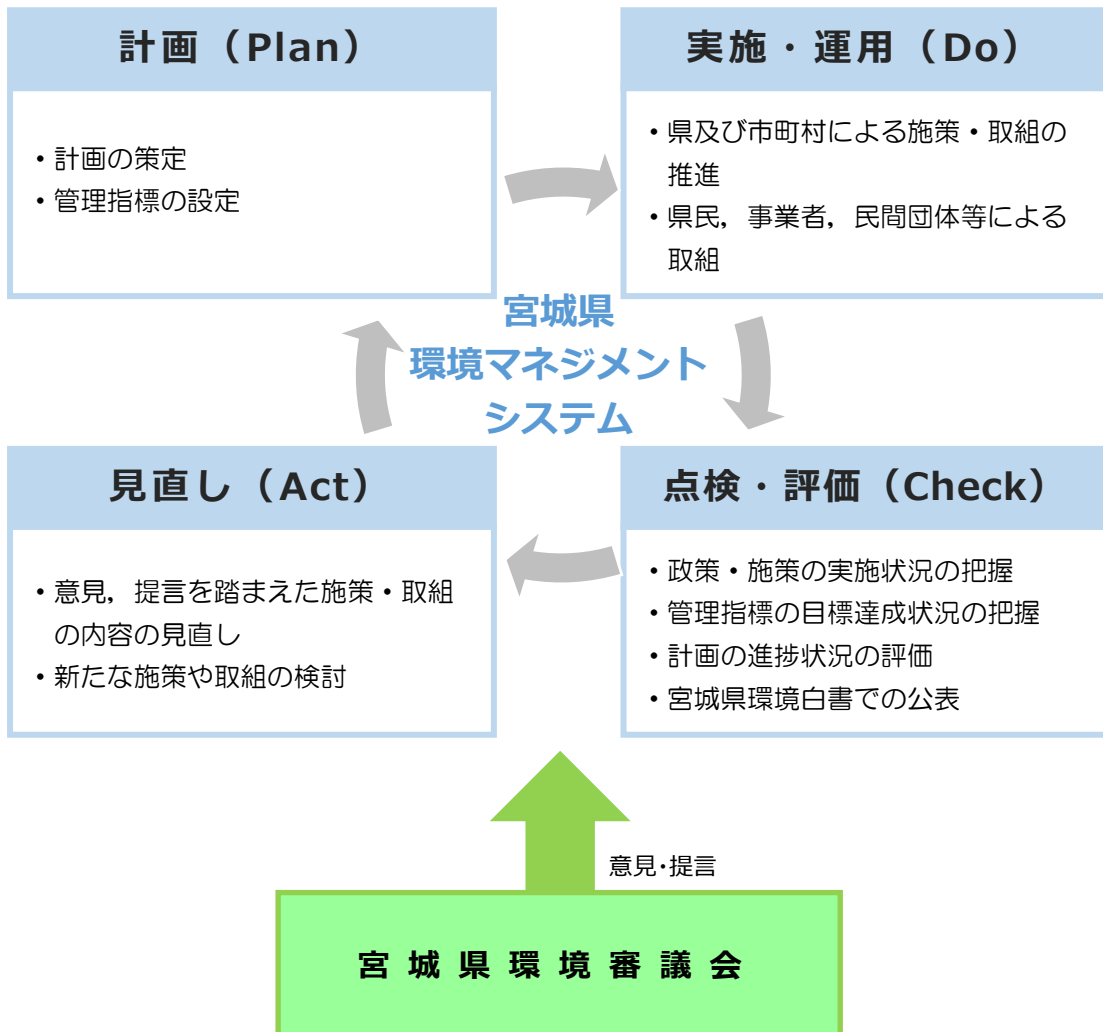 計画（Plan）
・計画の策定
・管理指標の設定
実施・運用（Do）
・県及び市町村による施策・取組の
推進
・県民，事業者，民間団体等による
取組
宮城県
環境マネジメント
システム
見直し（Act）
・意見，提言を踏まえた施策・取組
の内容の見直し
・新たな施策や取組の検討
点検・評価（Check）
・政策・施策の実施状況の把握
・管理指標の目標達成状況の把握
・計画の進捗状況の評価
・宮城県環境白書での公表
意見・提言
宮城県環境審議会